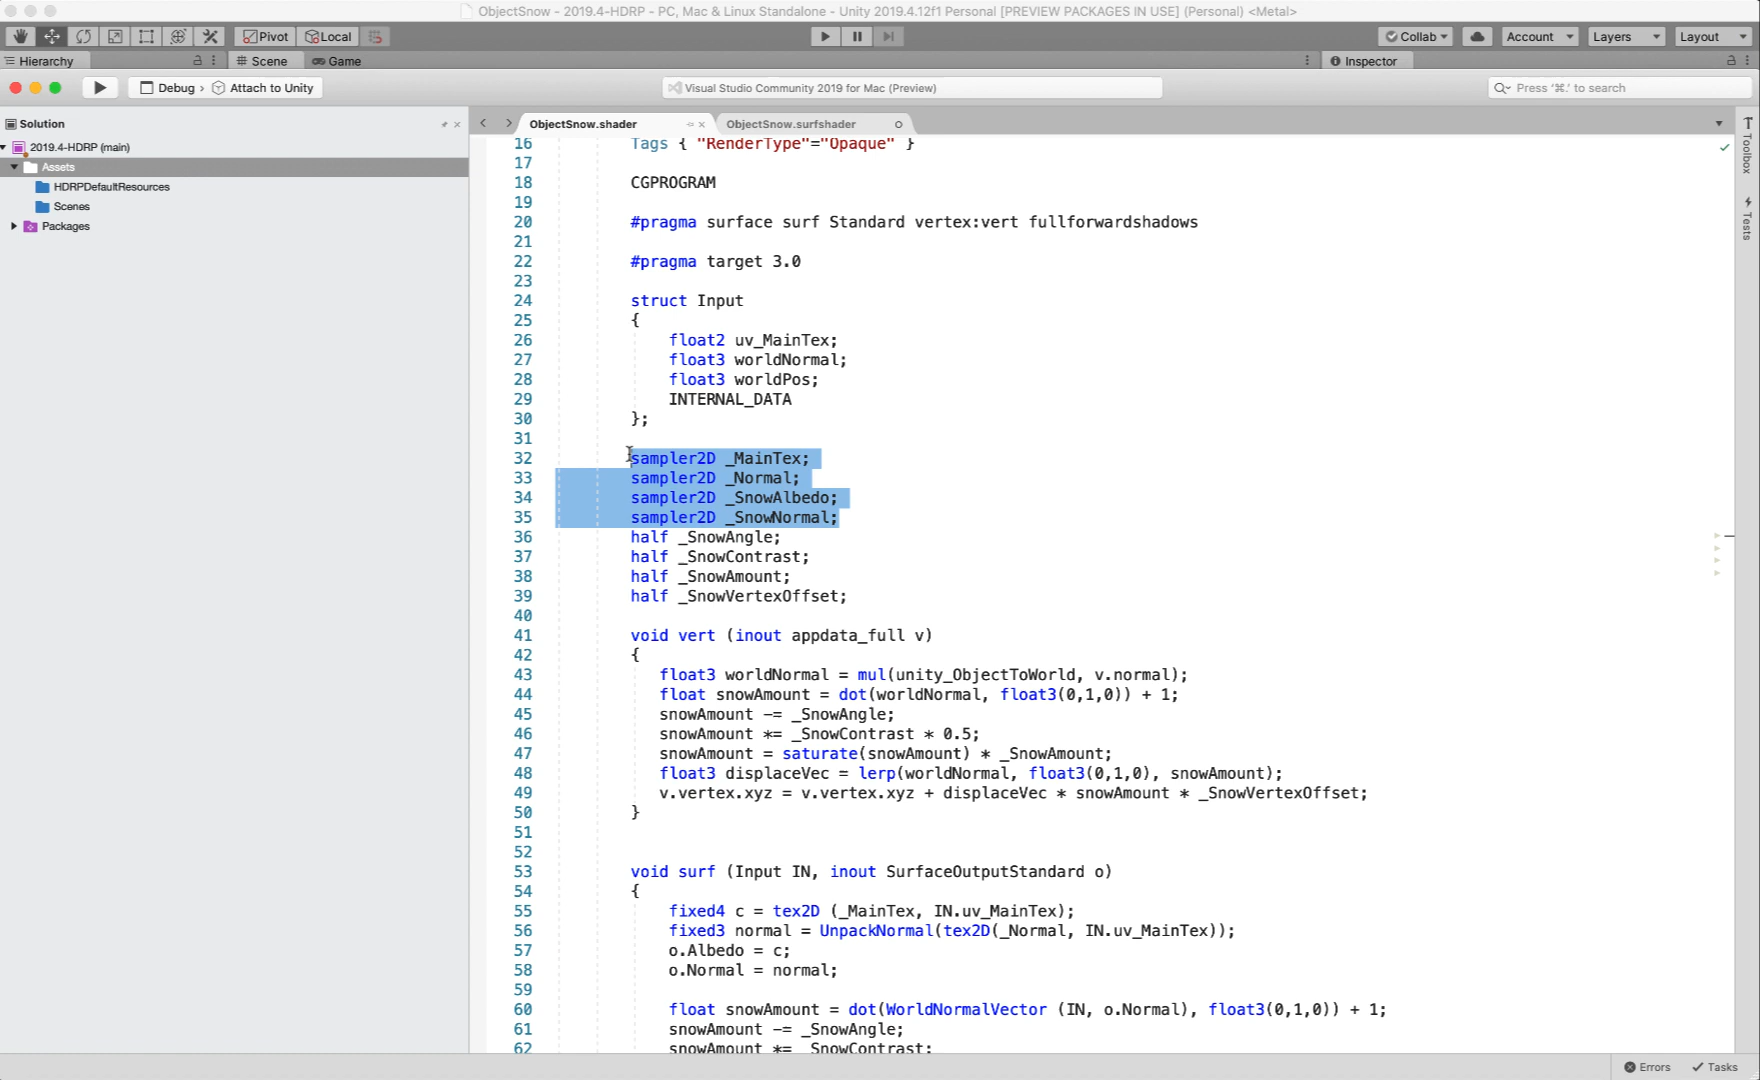 ObjectSnow - 2019.4-HDRP - PC, Mac & Linux Standalone - Unity 2019.4.12f1 Personal [PREVIEW PACKAGES IN USE] (Personal) <Metal>
Pivot Local Collab Account Layers Layout
Hierarchy Scene Game Inspector
Debug › Attach to Unity Visual Studio Community 2019 for Mac (Preview) Press '⌘.' to search
Solution
2019.4-HDRP (main)
Assets
HDRPDefaultResources
Scenes
Packages
ObjectSnow.shader ObjectSnow.surfshader
16 Tags { "RenderType"="Opaque" }
17
18 CGPROGRAM
19
20 #pragma surface surf Standard vertex:vert fullforwardshadows
21
22 #pragma target 3.0
23
24 struct Input
25 {
26 float2 uv_MainTex;
27 float3 worldNormal;
28 float3 worldPos;
29 INTERNAL_DATA
30 };
31
32 sampler2D _MainTex;
33 sampler2D _Normal;
34 sampler2D _SnowAlbedo;
35 sampler2D _SnowNormal;
36 half _SnowAngle;
37 half _SnowContrast;
38 half _SnowAmount;
39 half _SnowVertexOffset;
40
41 void vert (inout appdata_full v)
42 {
43 float3 worldNormal = mul(unity_ObjectToWorld, v.normal);
44 float snowAmount = dot(worldNormal, float3(0,1,0)) + 1;
45 snowAmount -= _SnowAngle;
46 snowAmount *= _SnowContrast * 0.5;
47 snowAmount = saturate(snowAmount) * _SnowAmount;
48 float3 displaceVec = lerp(worldNormal, float3(0,1,0), snowAmount);
49 v.vertex.xyz = v.vertex.xyz + displaceVec * snowAmount * _SnowVertexOffset;
50 }
51
52
53 void surf (Input IN, inout SurfaceOutputStandard o)
54 {
55 fixed4 c = tex2D (_MainTex, IN.uv_MainTex);
56 fixed3 normal = UnpackNormal(tex2D(_Normal, IN.uv_MainTex));
57 o.Albedo = c;
58 o.Normal = normal;
59
60 float snowAmount = dot(WorldNormalVector (IN, o.Normal), float3(0,1,0)) + 1;
61 snowAmount -= _SnowAngle;
62 snowAmount *= _SnowContrast;
Toolbox
Tests
Errors Tasks